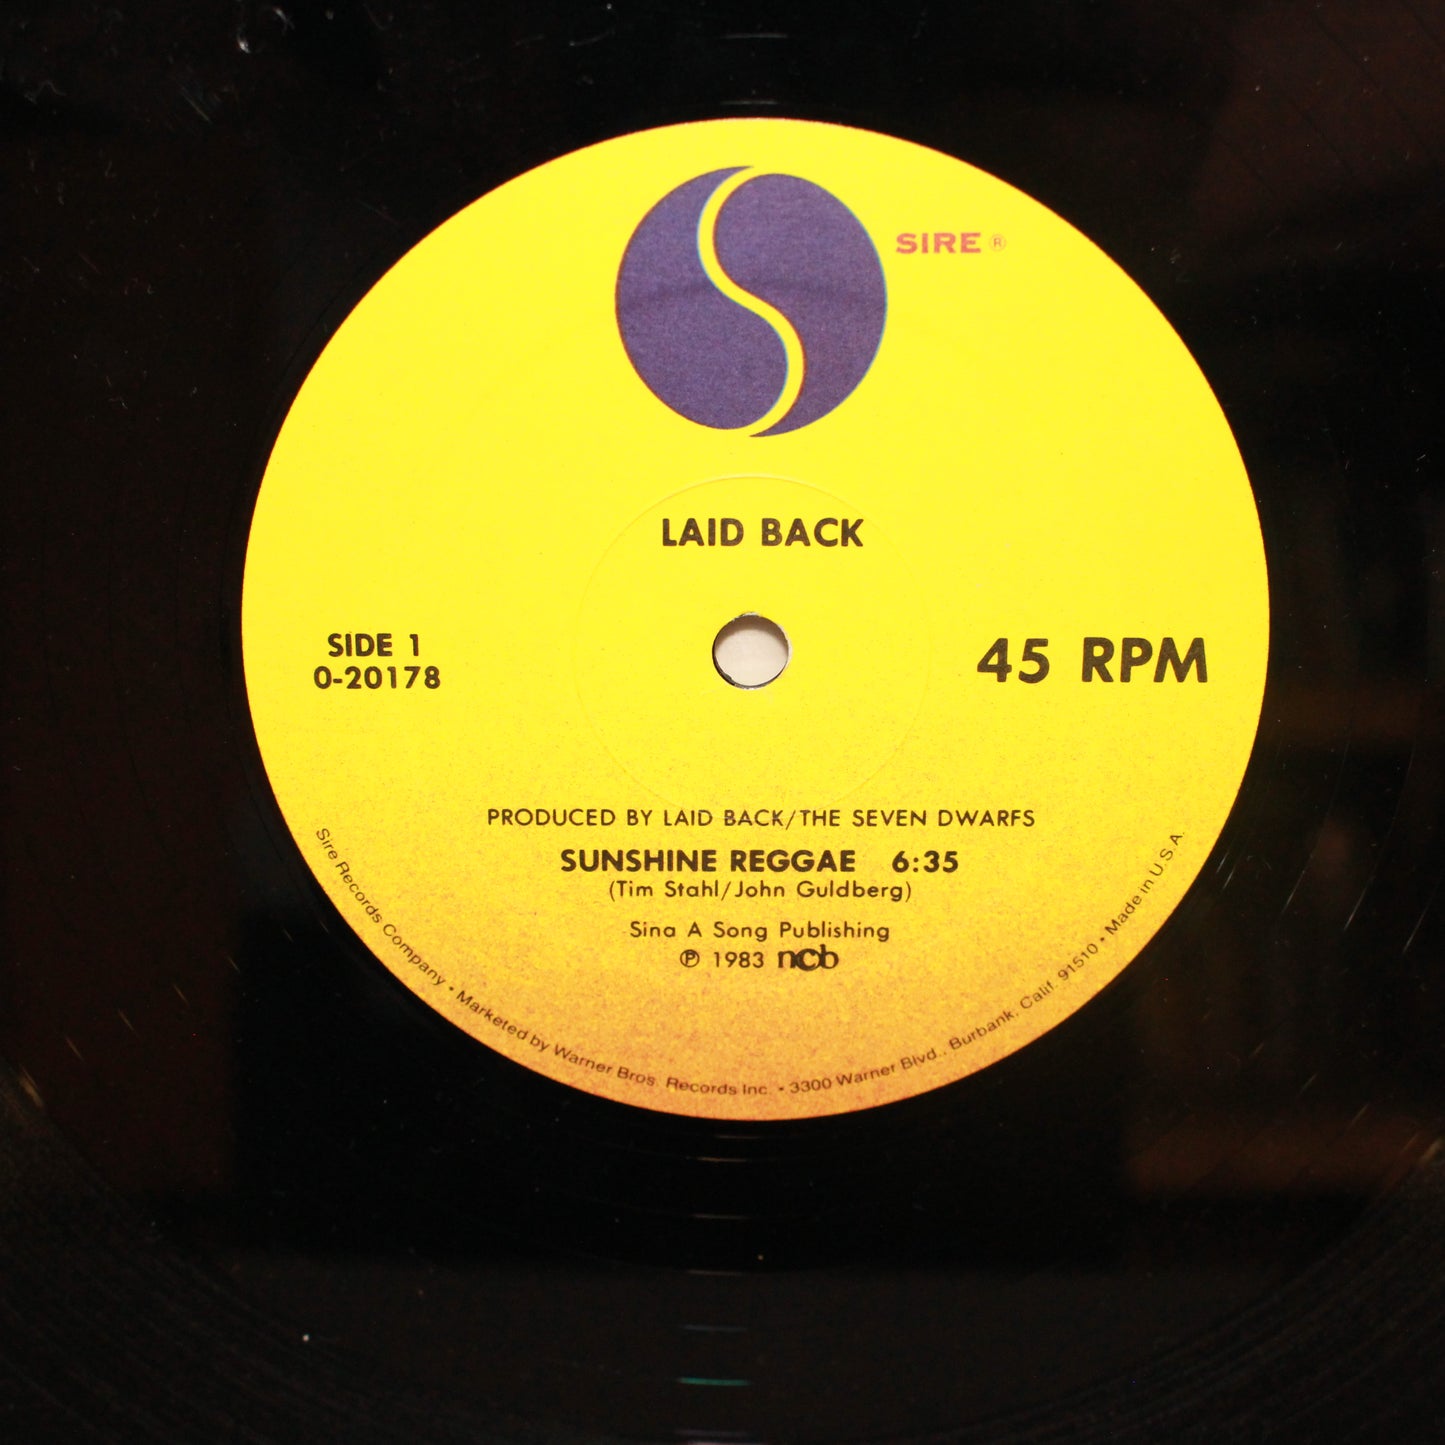 SIRE ®
LAID BACK
SIDE 1
0-20178
45 RPM
PRODUCED BY LAID BACK/THE SEVEN DWARFS
SUNSHINE REGGAE 6:35
(Tim Stahl/John Guldberg)
Sing A Song Publishing
℗ 1983 ncb
Sire Records Company • Marketed by Warner Bros. Records Inc. • 3300 Warner Blvd., Burbank, Calif. 91510 • Made in U.S.A.